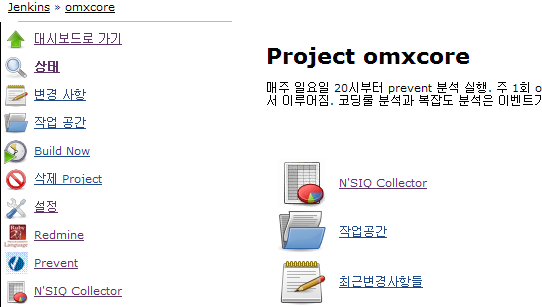 Jenkins » omxcore
대시보드로 가기
상태
변경 사항
작업 공간
Build Now
삭제 Project
설정
Ruby
Language
Redmine
Prevent
N'SIQ Collector
Project omxcore
매주 일요일 20시부터 prevent 분석 실행. 주 1회 o
서 이루어짐. 코딩룰 분석과 복잡도 분석은 이벤트가
N'SIQ Collector
작업공간
최근변경사항들